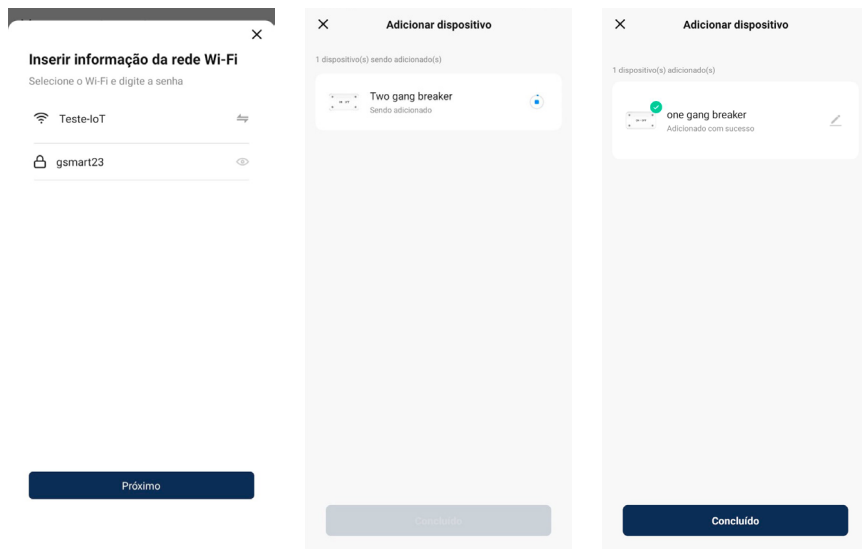 Inserir informação da rede Wi-Fi
Selecione o Wi-Fi e digite a senha
Teste-IoT
gsmart23
Próximo
Adicionar dispositivo
1 dispositivo(s) sendo adicionado(s)
Two gang breaker
Sendo adicionado
Concluído
Adicionar dispositivo
1 dispositivo(s) adicionado(s)
one gang breaker
Adicionado com sucesso
Concluído